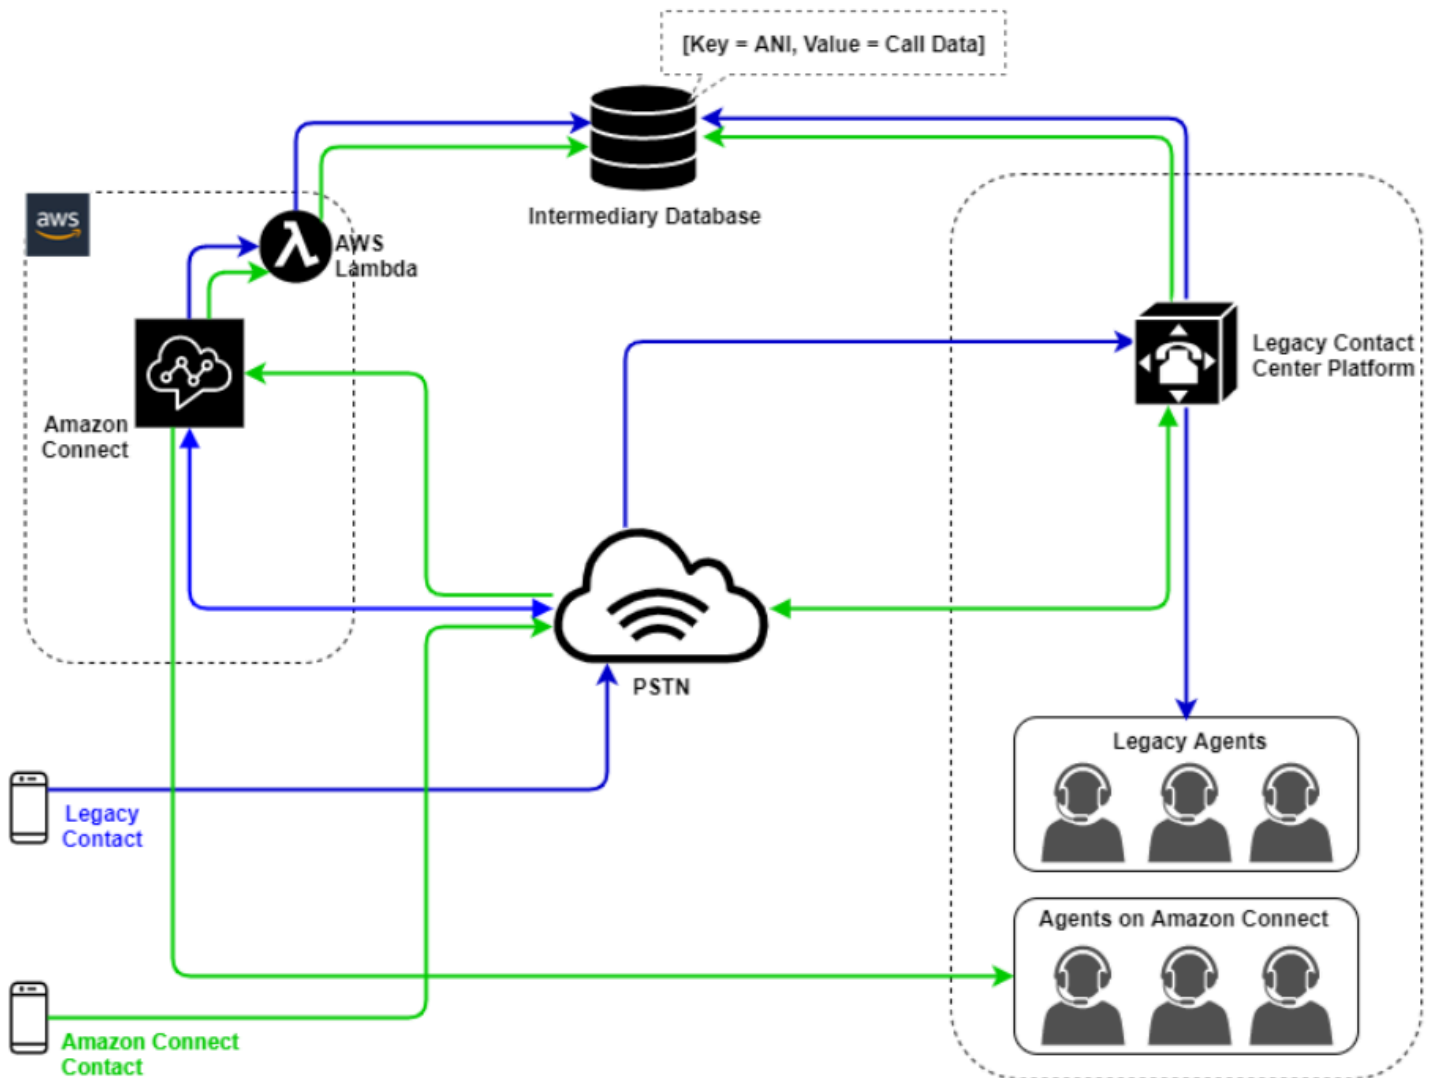 [Key = ANI, Value = Call Data]
Intermediary Database
aws
AWS
Lambda
Legacy Contact
Center Platform
Amazon
Connect
PSTN
Legacy Agents
Legacy
Contact
Agents on Amazon Connect
Amazon Connect
Contact